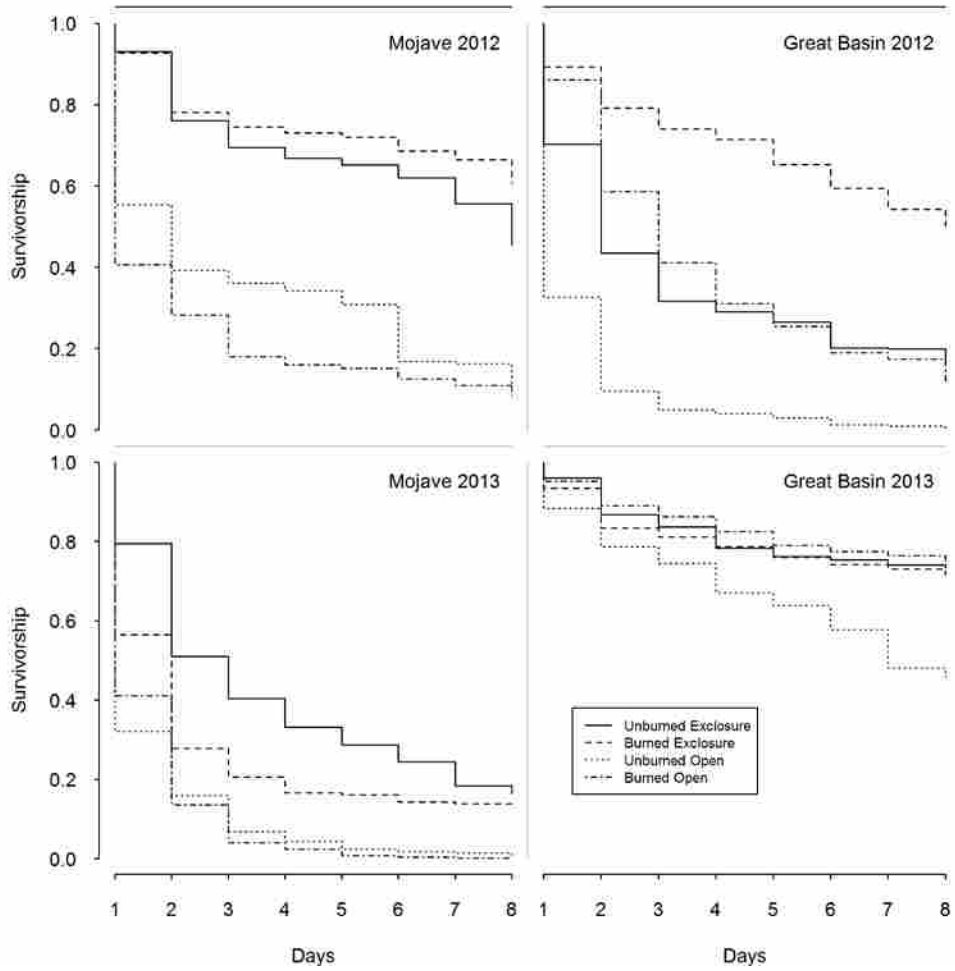 Mojave 2012
Great Basin 2012
Survivorship
1.0
0.8
0.6
0.4
0.2
0.0
Mojave 2013
Great Basin 2013
Survivorship
1.0
0.8
0.6
0.4
0.2
0.0
Unburned Exclosure
Burned Exclosure
Unburned Open
Burned Open
1 2 3 4 5 6 7 8
1 2 3 4 5 6 7 8
Days
Days